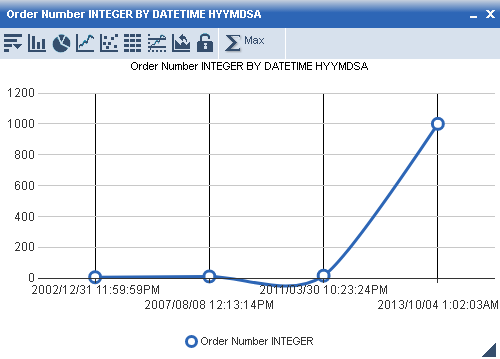 Order Number INTEGER BY DATETIME HYYMDSA
Max
Order Number INTEGER BY DATETIME HYYMDSA
1200
1000
800
600
400
200
0
2002/12/31 11:59:59PM
2011/03/30 10:23:24PM
2007/08/08 12:13:14PM
2013/10/04 1:02:03AM
Order Number INTEGER